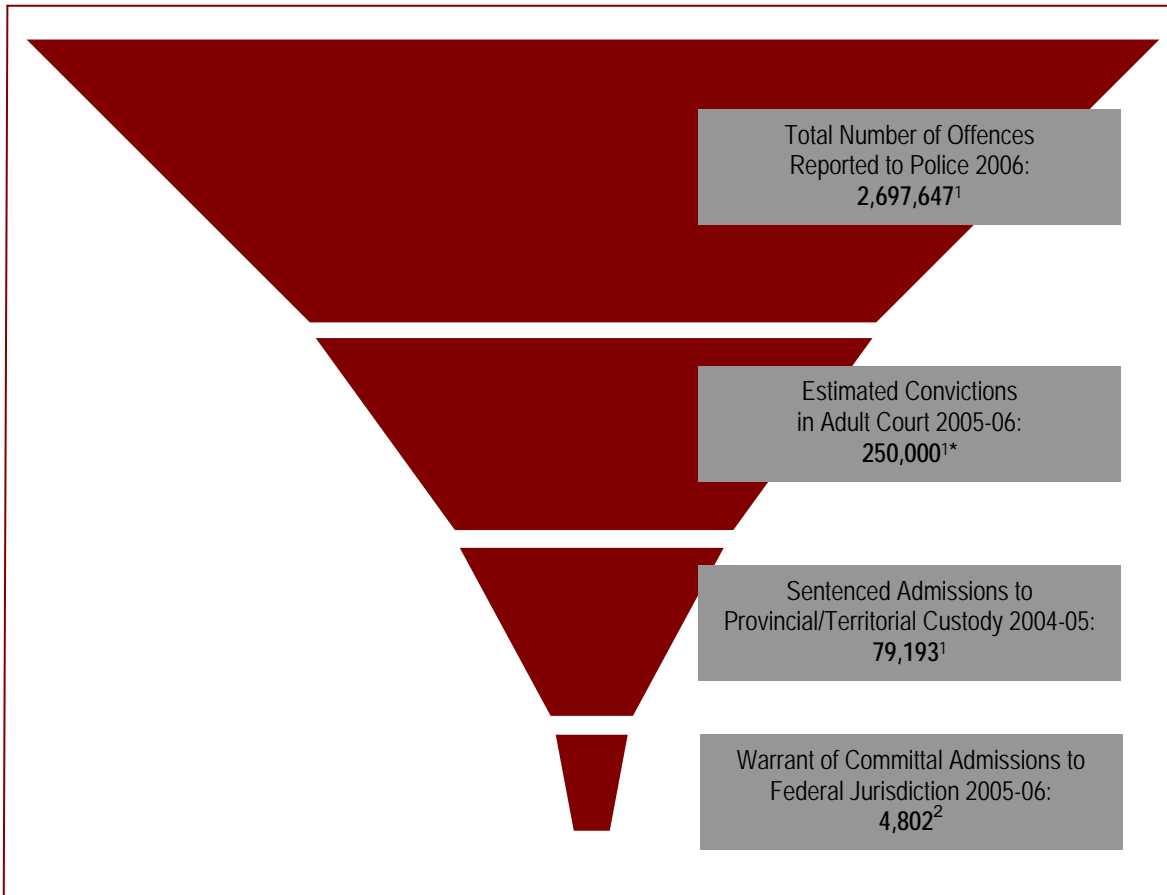 Total Number of Offences
Reported to Police 2006:
2,697,647¹
Estimated Convictions
in Adult Court 2005-06:
250,000¹*
Sentenced Admissions to
Provincial/Territorial Custody 2004-05:
79,193¹
Warrant of Committal Admissions to
Federal Jurisdiction 2005-06:
4,802²